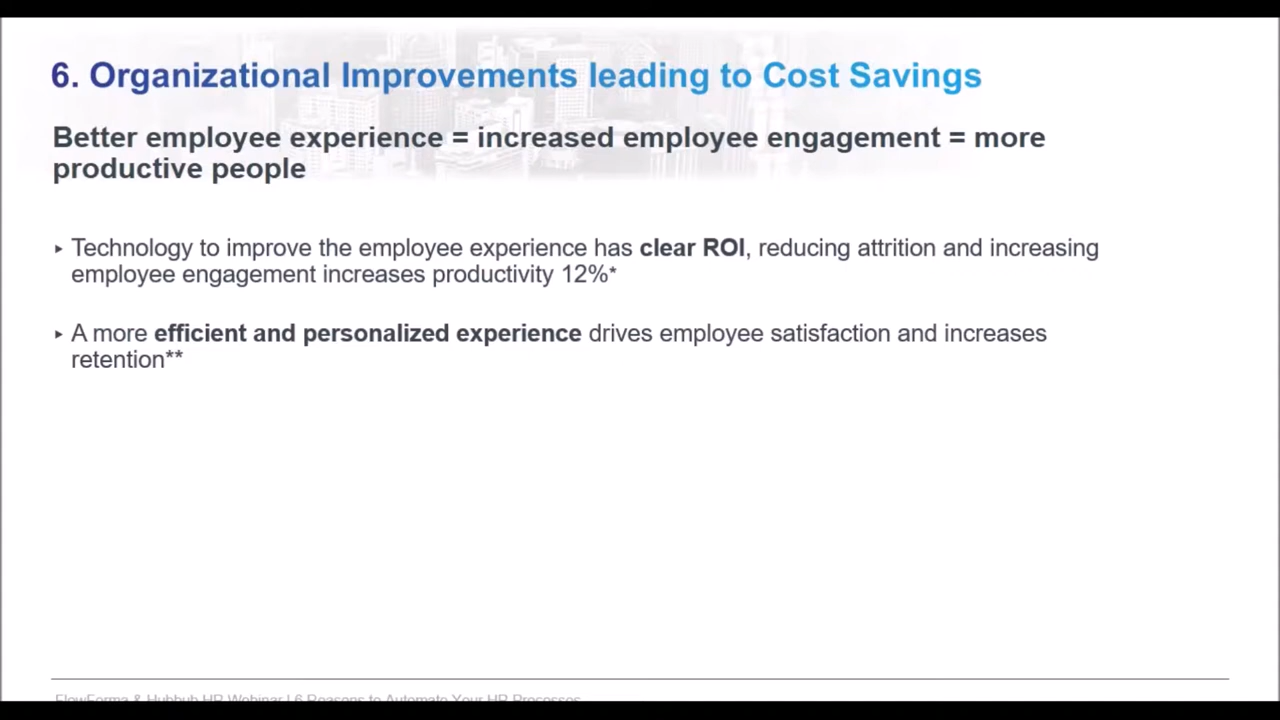 6. Organizational Improvements leading to Cost Savings
Better employee experience = increased employee engagement = more
productive people
‣ Technology to improve the employee experience has clear ROI, reducing attrition and increasing
employee engagement increases productivity 12%*
‣ A more efficient and personalized experience drives employee satisfaction and increases
retention**
FlowForma & Hubbub HR Webinar | 6 Reasons to Automate Your HR Processes